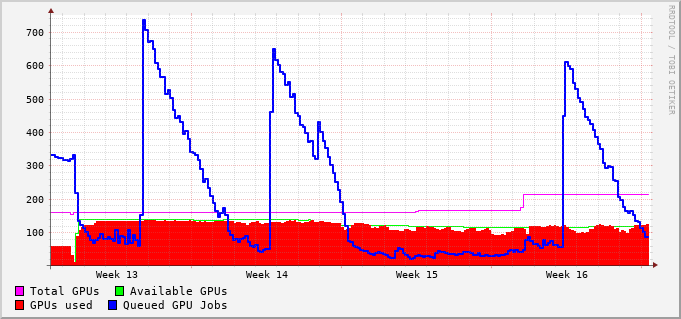 700
600
500
400
300
200
100
Week 13 Week 14 Week 15 Week 16
Total GPUs Available GPUs
GPUs used Queued GPU Jobs
RRDTOOL / TOBI OETIKER